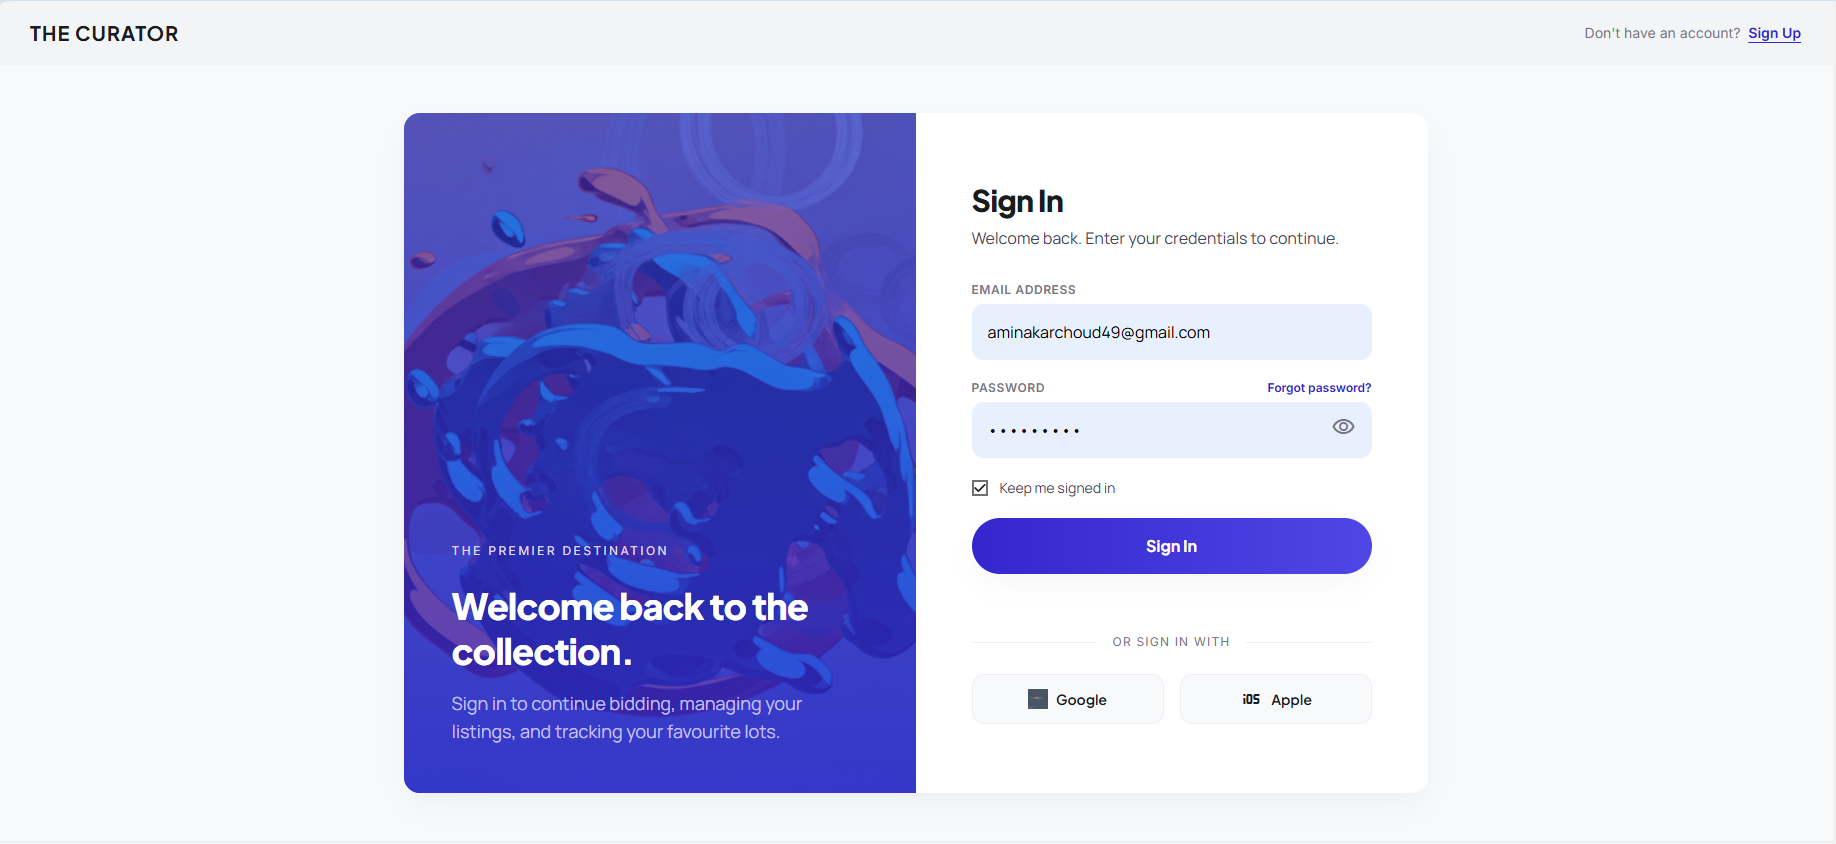 THE CURATOR
Don't have an account? Sign Up
THE PREMIER DESTINATION
Welcome back to the
collection.
Sign in to continue bidding, managing your
listings, and tracking your favourite lots.
Sign In
Welcome back. Enter your credentials to continue.
EMAIL ADDRESS
aminakarchoud49@gmail.com
PASSWORD
Forgot password?
•••••••••
Keep me signed in
Sign In
OR SIGN IN WITH
Google
iOS Apple